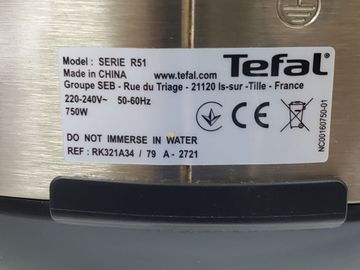 Model : SERIE R51
Made in CHINA
www.tefal.com
Tefal
Groupe SEB - Rue du Triage - 21120 Is-sur -Tille - France
220-240V~ 50-60Hz
750W
DO NOT IMMERSE IN WATER
REF : RK321A34 / 79 A - 2721
NC00160750-01